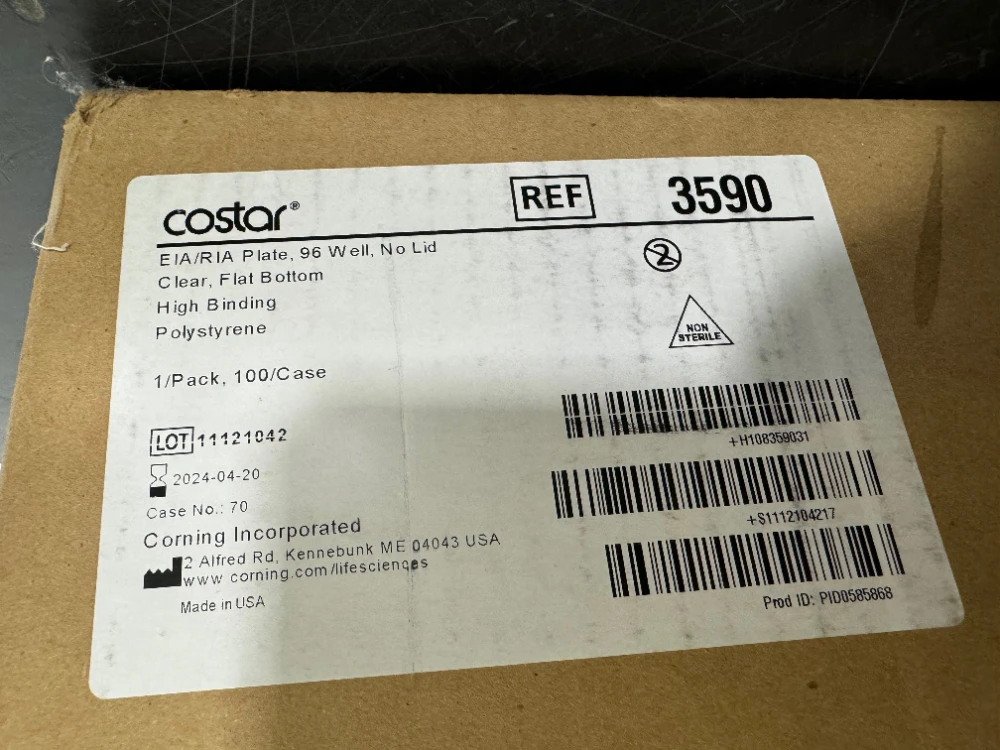 costar®
REF 3590
EIA/RIA Plate, 96 Well, No Lid
Clear, Flat Bottom
High Binding
Polystyrene
2
NON
STERILE
1/Pack, 100/Case
+H108359031
LOT 11121042
2024-04-20
+S1112104217
Case No.: 70
Corning Incorporated
2 Alfred Rd, Kennebunk ME 04043 USA
www.corning.com/lifesciences
Made in USA
Prod ID: PID0585868